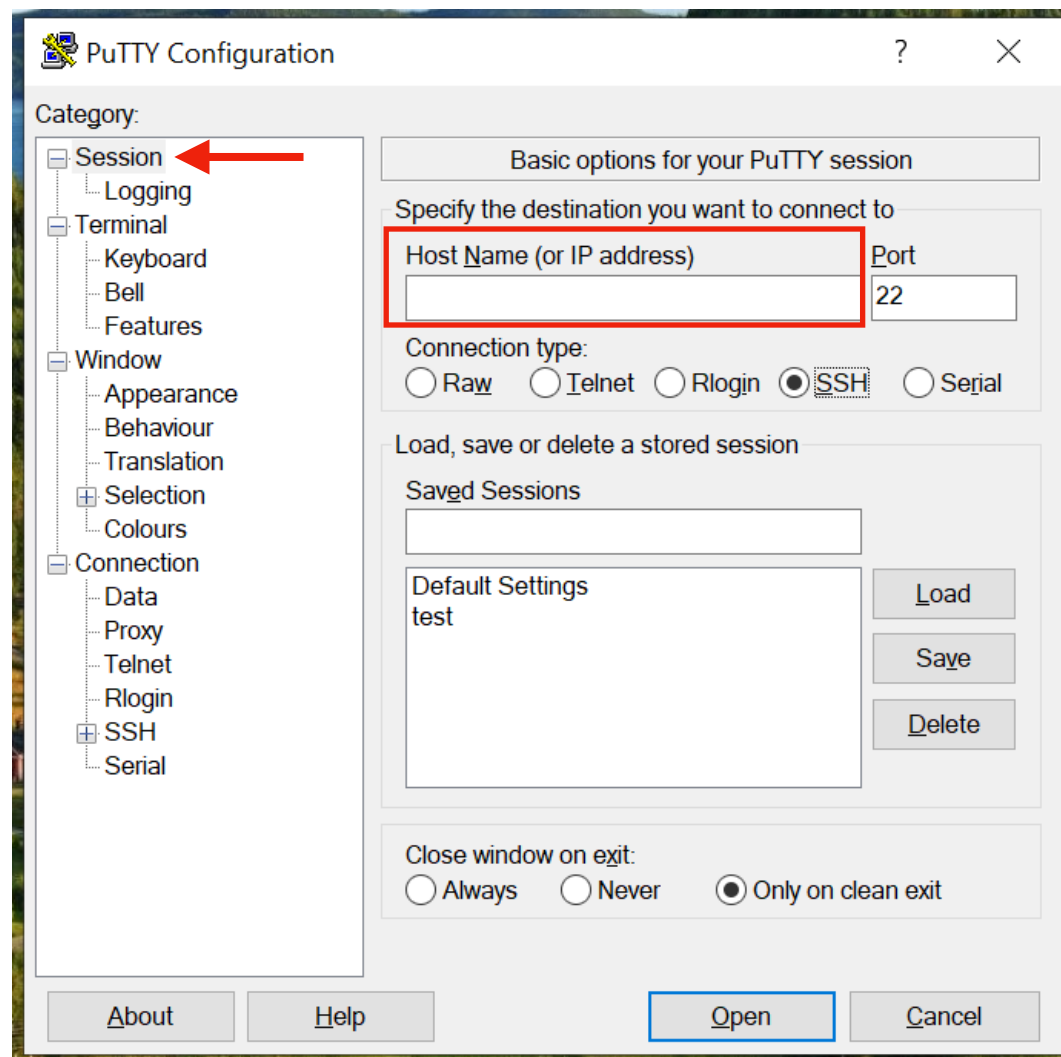 PuTTY Configuration
?
Category:
Session
Logging
Terminal
Keyboard
Bell
Features
Window
Appearance
Behaviour
Translation
Selection
Colours
Connection
Data
Proxy
Telnet
Rlogin
SSH
Serial
Basic options for your PuTTY session
Specify the destination you want to connect to
Host Name (or IP address) Port
22
Connection type:
Raw Telnet Rlogin SSH Serial
Load, save or delete a stored session
Saved Sessions
Default Settings
test
Load
Save
Delete
Close window on exit:
Always Never Only on clean exit
About Help Open Cancel